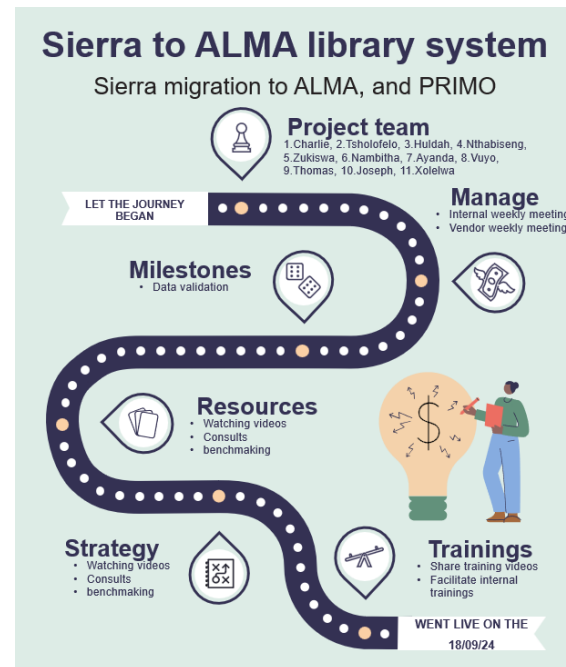 Sierra to ALMA library system
Sierra migration to ALMA, and PRIMO
Project team
1.Charlie, 2.Tsholofelo, 3.Huldah, 4.Nthabiseng,
5.Zukiswa, 6.Nambitha, 7.Ayanda, 8.Vuyo,
9.Thomas, 10.Joseph, 11.Xolelwa
LET THE JOURNEY
BEGAN
Manage
• Internal weekly meeting
• Vendor weekly meeting
Milestones
• Data validation
Resources
• Watching videos
• Consults
• benchmaking
$
Strategy
• Watching videos
• Consults
• benchmaking
Trainings
• Share training videos
• Facilitate internal
trainings
WENT LIVE ON THE
18/09/24